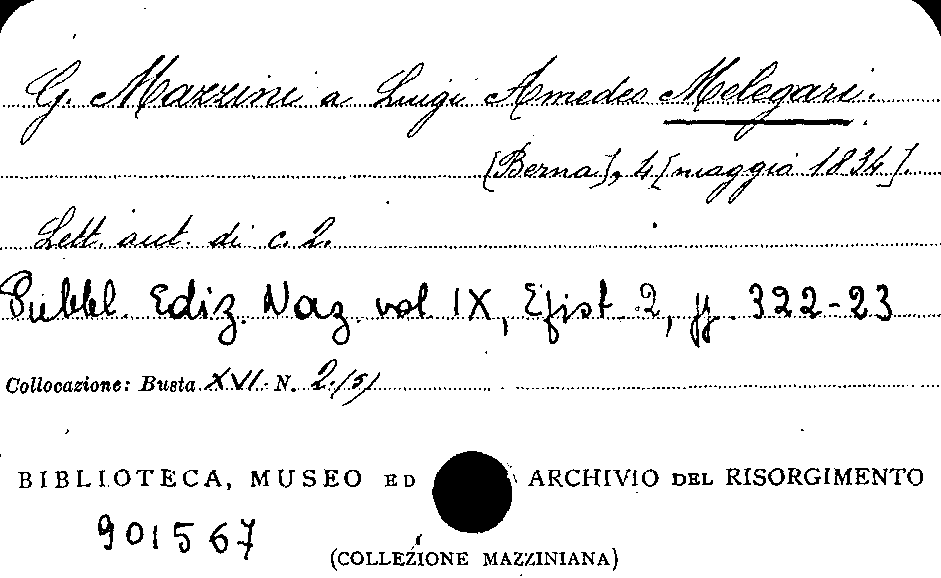 G. Mazzini a Luigi Amedeo Melegari.
[Berna], 4 [maggio 1834].
Lett. aut. di c. 2.
Pubbl. Ediz. Naz. vol IX, Epist. 2, pp. 322-23
Collocazione: Busta XVI N. 2/5/
BIBLIOTECA, MUSEO ED ARCHIVIO DEL RISORGIMENTO
901567
(COLLEZIONE MAZZINIANA)